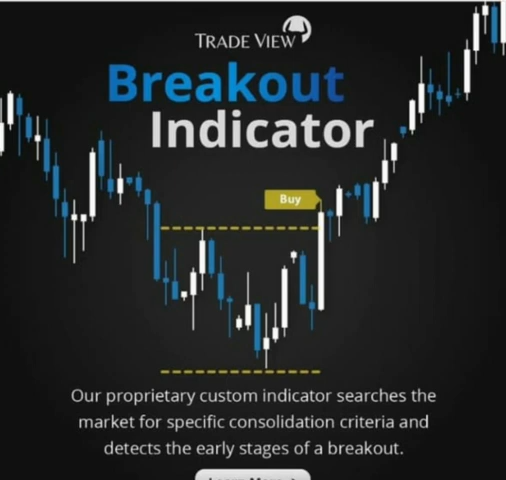 TRADE VIEW
Breakout
Indicator
Buy
Our proprietary custom indicator searches the
market for specific consolidation criteria and
detects the early stages of a breakout.